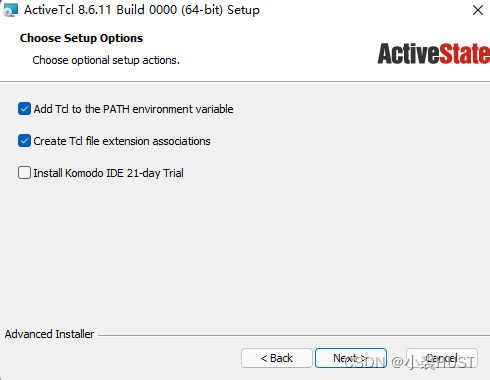 ActiveTcl 8.6.11 Build 0000 (64-bit) Setup
Choose Setup Options
Choose optional setup actions.
ActiveState
Add Tcl to the PATH environment variable
Create Tcl file extension associations
Install Komodo IDE 21-day Trial
Advanced Installer
< Back
Next >
Cancel
CSDN @小裴HUST